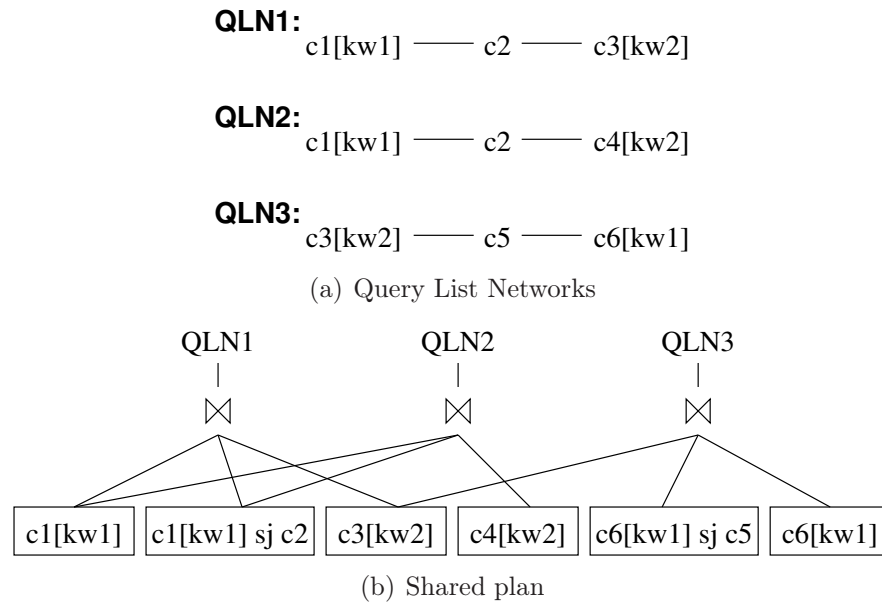 QLN1:
c1[kw1] c2 c3[kw2]
QLN2:
c1[kw1] c2 c4[kw2]
QLN3:
c3[kw2] c5 c6[kw1]
(a) Query List Networks
QLN1 QLN2 QLN3
⋈ ⋈ ⋈
c1[kw1] c1[kw1] sj c2 c3[kw2] c4[kw2] c6[kw1] sj c5 c6[kw1]
(b) Shared plan